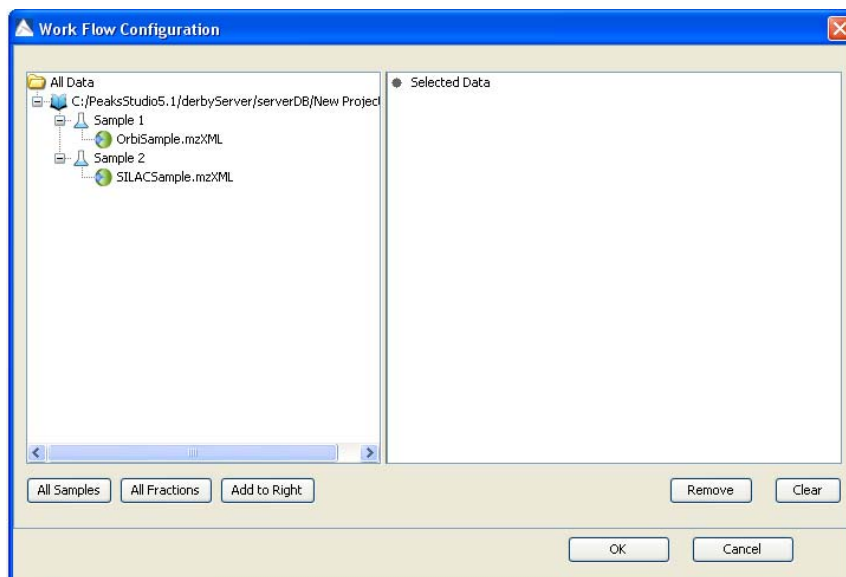 Work Flow Configuration
All Data
C:/PeaksStudio5.1/derbyServer/serverDB/New Project
Sample 1
OrbiSample.mzXML
Sample 2
SILACSample.mzXML
Selected Data
All Samples
All Fractions
Add to Right
Remove
Clear
OK
Cancel